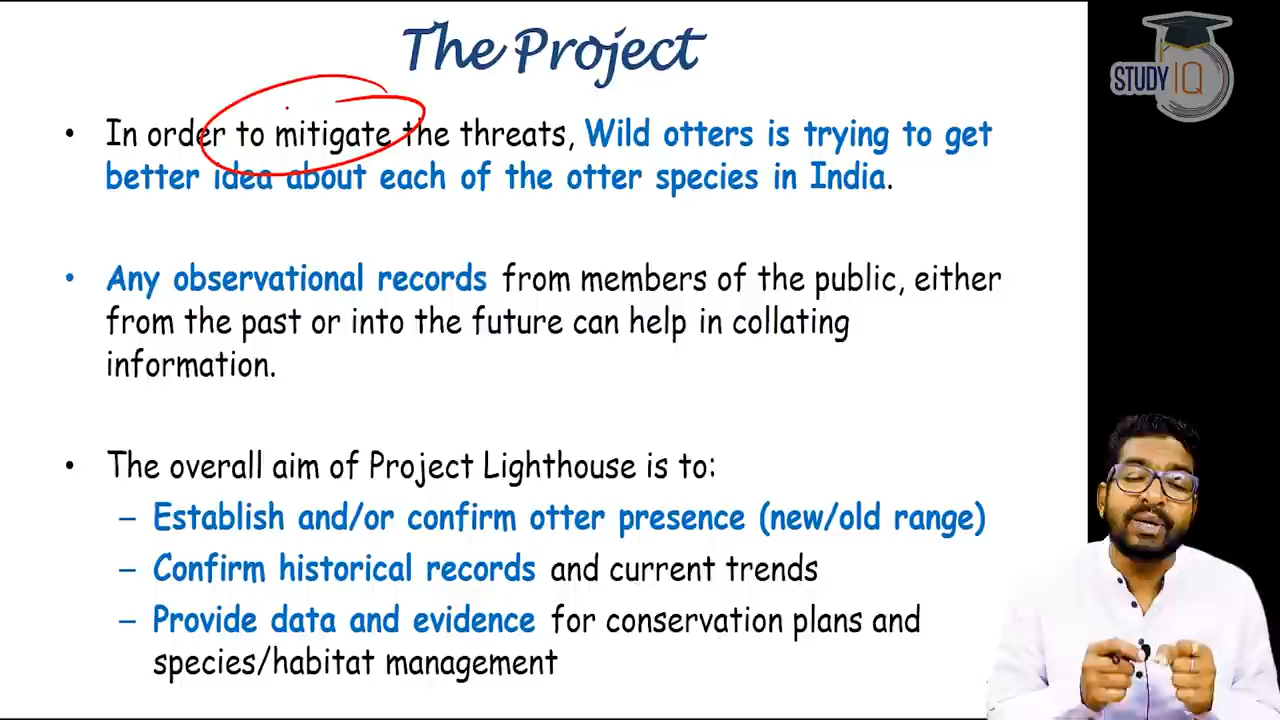 The Project
STUDY IQ
• In order to mitigate the threats, Wild otters is trying to get
better idea about each of the otter species in India.
• Any observational records from members of the public, either
from the past or into the future can help in collating
information.
• The overall aim of Project Lighthouse is to:
– Establish and/or confirm otter presence (new/old range)
– Confirm historical records and current trends
– Provide data and evidence for conservation plans and
species/habitat management